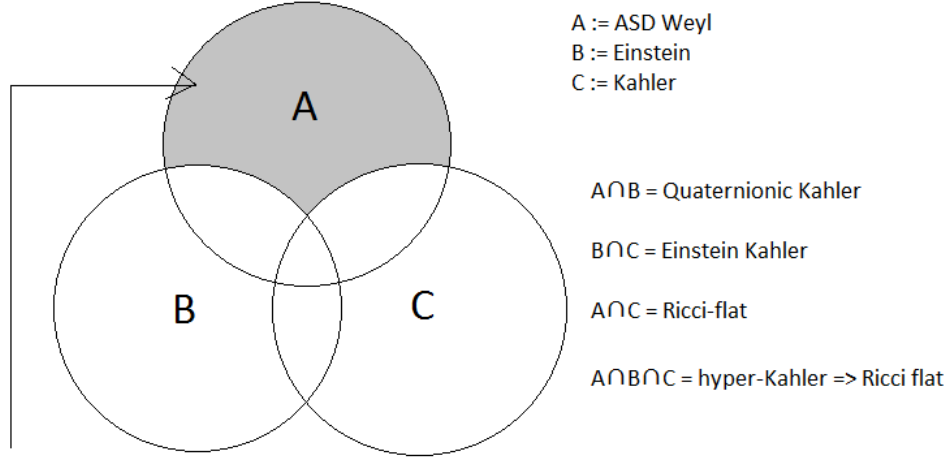 A := ASD Weyl
B := Einstein
C := Kahler
A
B
C
A∩B = Quaternionic Kahler
B∩C = Einstein Kahler
A∩C = Ricci-flat
A∩B∩C = hyper-Kahler => Ricci flat